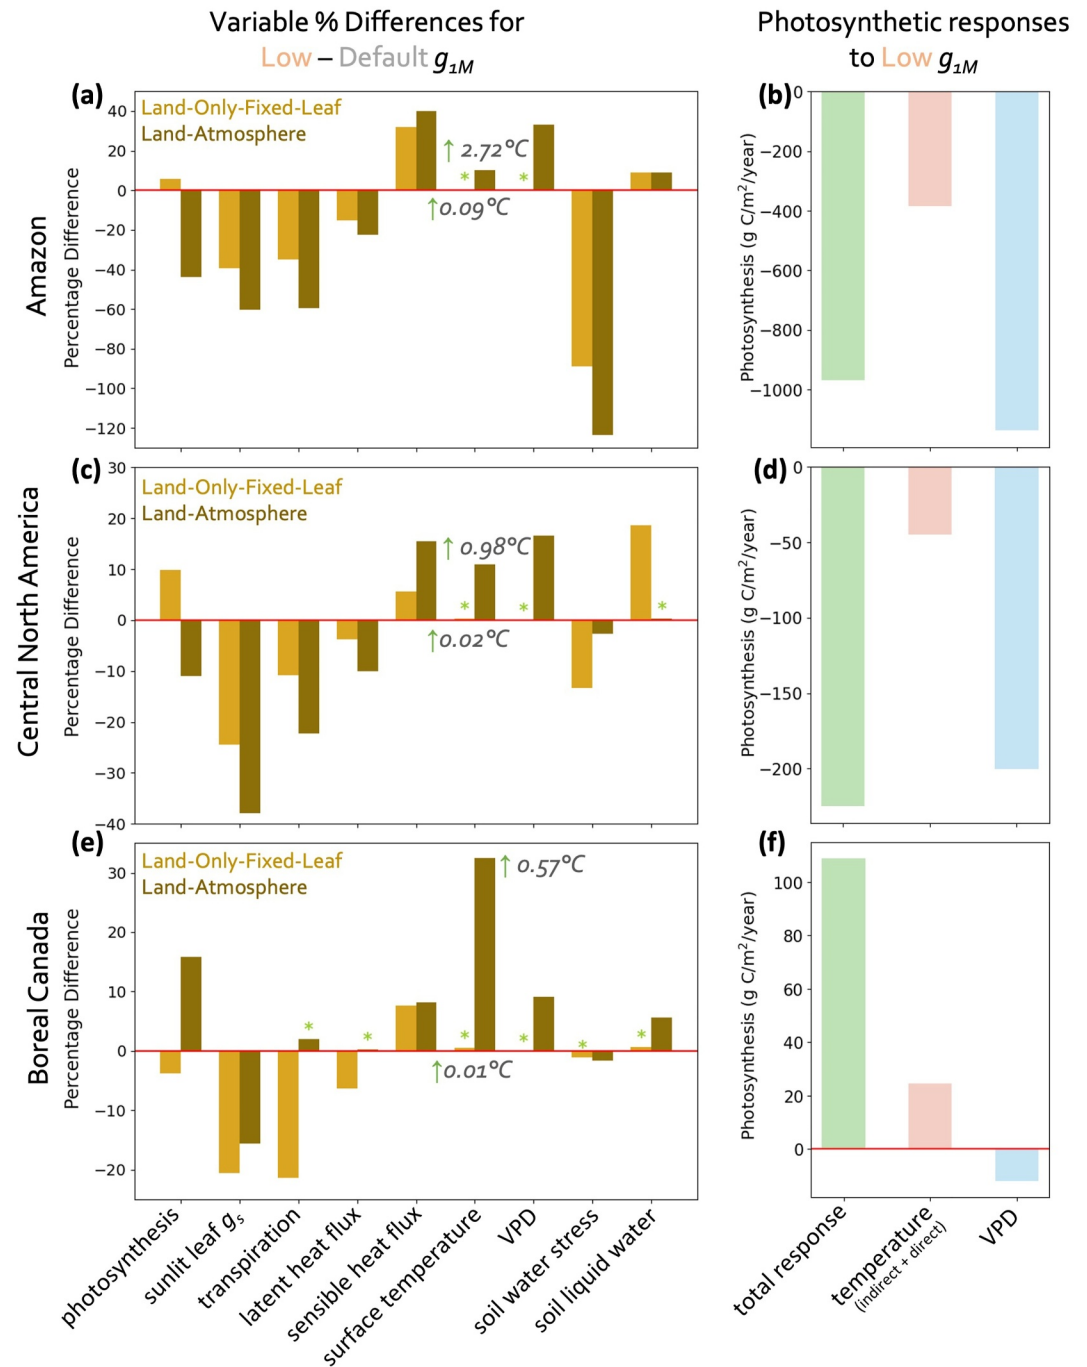 Variable % Differences for
Low – Default g1M
Photosynthetic responses
to Low g1M
Amazon
(a)
Land-Only-Fixed-Leaf
Land-Atmosphere
↑ 2.72°C
* *
↑0.09°C
Percentage Difference
40
20
0
−20
−40
−60
−80
−100
−120
(b)
Photosynthesis (g C/m²/year)
0
−200
−400
−600
−800
−1000
Central North America
(c)
Land-Only-Fixed-Leaf
Land-Atmosphere
↑ 0.98°C
* * *
↑0.02°C
Percentage Difference
30
20
10
0
−10
−20
−30
−40
(d)
Photosynthesis (g C/m²/year)
0
−50
−100
−150
−200
Boreal Canada
(e)
Land-Only-Fixed-Leaf
Land-Atmosphere
↑ 0.57°C
* * * * * *
↑0.01°C
Percentage Difference
30
20
10
0
−10
−20
photosynthesis
sunlit leaf gs
transpiration
latent heat flux
sensible heat flux
surface temperature
VPD
soil water stress
soil liquid water
(f)
Photosynthesis (g C/m²/year)
100
80
60
40
20
0
total response
temperature
(indirect + direct)
VPD